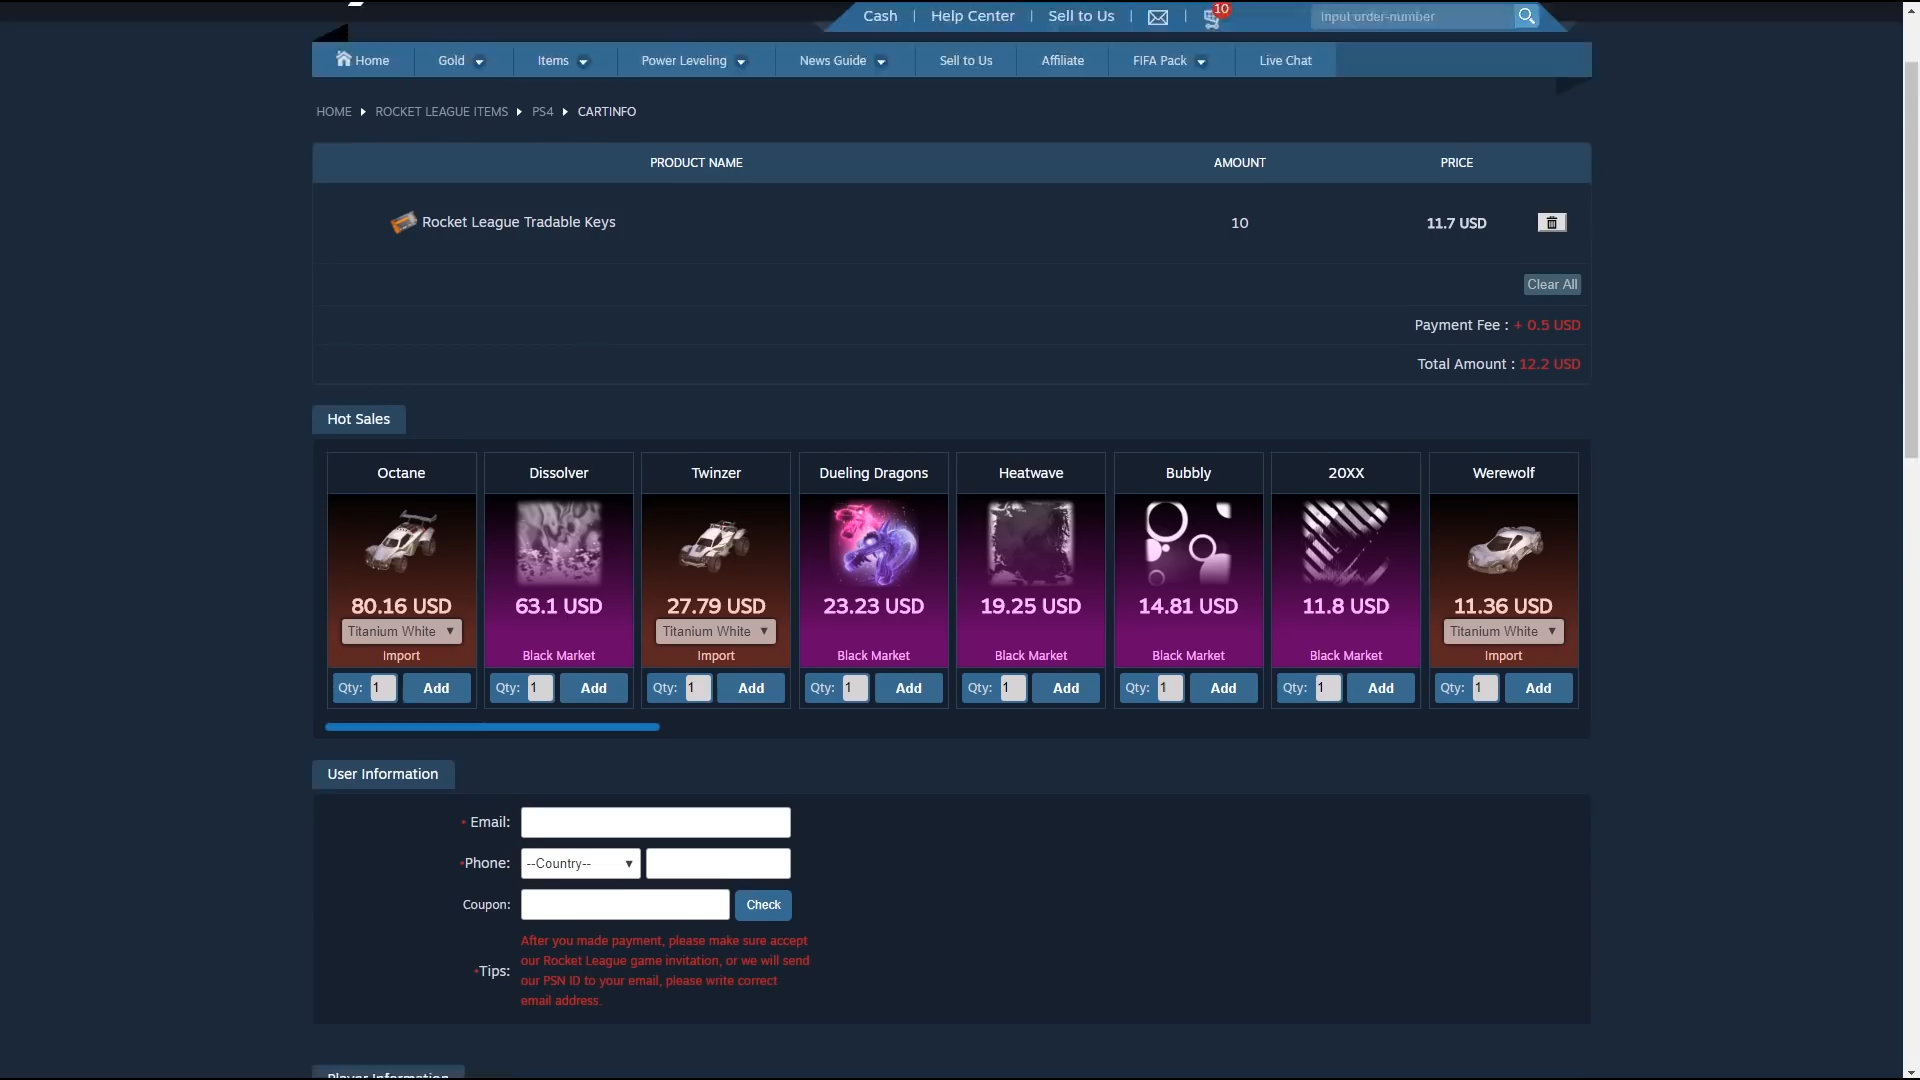 Cash | Help Center | Sell to Us | 10 Input order-number
Home Gold Items Power Leveling News Guide Sell to Us Affiliate FIFA Pack Live Chat
HOME ROCKET LEAGUE ITEMS PS4 CARTINFO
PRODUCT NAME AMOUNT PRICE
Rocket League Tradable Keys 10 11.7 USD
Clear All
Payment Fee : + 0.5 USD
Total Amount : 12.2 USD
Hot Sales
Octane Dissolver Twinzer Dueling Dragons Heatwave Bubbly 20XX Werewolf
80.16 USD 63.1 USD 27.79 USD 23.23 USD 19.25 USD 14.81 USD 11.8 USD 11.36 USD
Titanium White Titanium White Titanium White
Import Black Market Import Black Market Black Market Black Market Black Market Import
Qty: 1 Add Qty: 1 Add Qty: 1 Add Qty: 1 Add Qty: 1 Add Qty: 1 Add Qty: 1 Add Qty: 1 Add
User Information
* Email:
*Phone: --Country--
Coupon: Check
*Tips: After you made payment, please make sure accept
our Rocket League game invitation, or we will send
our PSN ID to your email, please write correct
email address.
Player Information